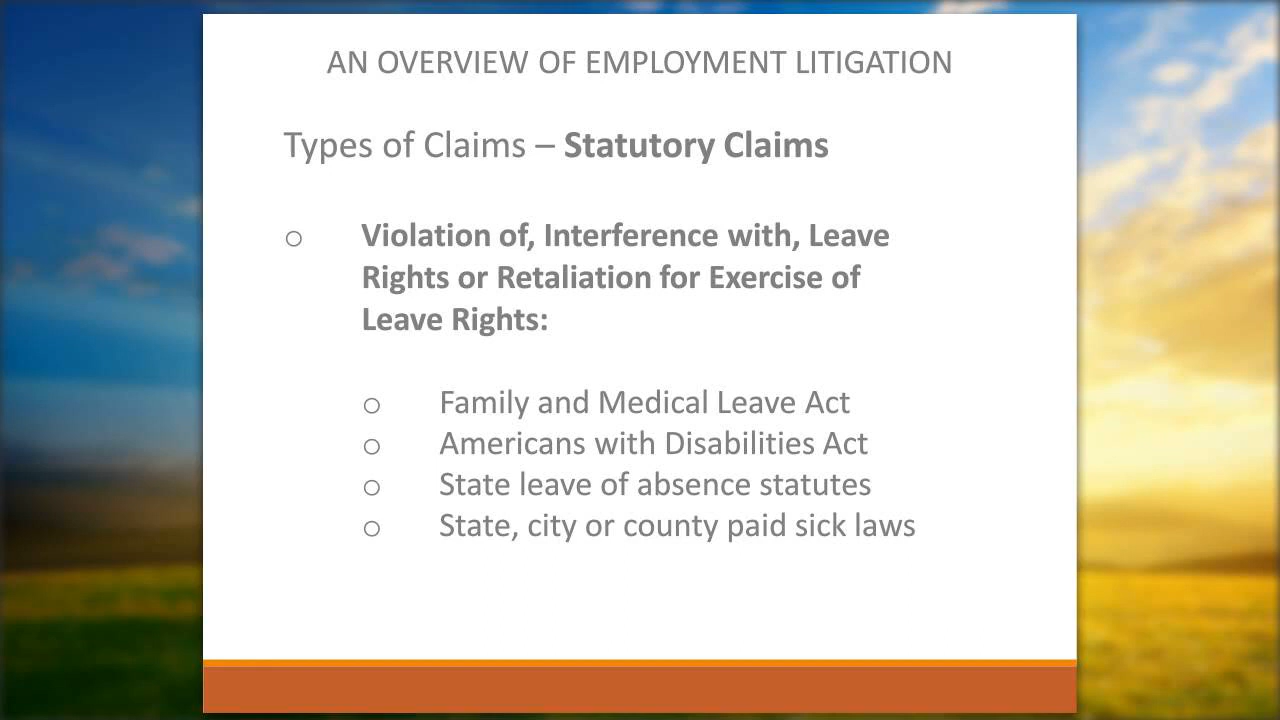 AN OVERVIEW OF EMPLOYMENT LITIGATION
Types of Claims – Statutory Claims
○ Violation of, Interference with, Leave
Rights or Retaliation for Exercise of
Leave Rights:
○ Family and Medical Leave Act
○ Americans with Disabilities Act
○ State leave of absence statutes
○ State, city or county paid sick laws